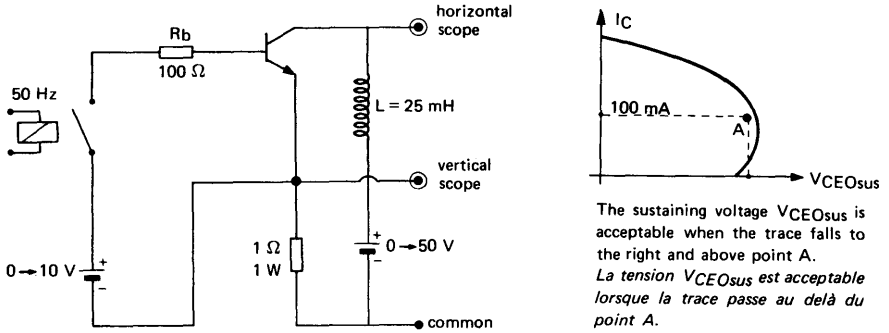 horizontal
scope
Rb
100 Ω
50 Hz
L = 25 mH
vertical
scope
1 Ω
1 W
+
0→50 V
–
+
0→10 V
–
common
IC
100 mA
A
VCEOsus
The sustaining voltage VCEOsus is
acceptable when the trace falls to
the right and above point A.
La tension VCEOsus est acceptable
lorsque la trace passe au delà du
point A.